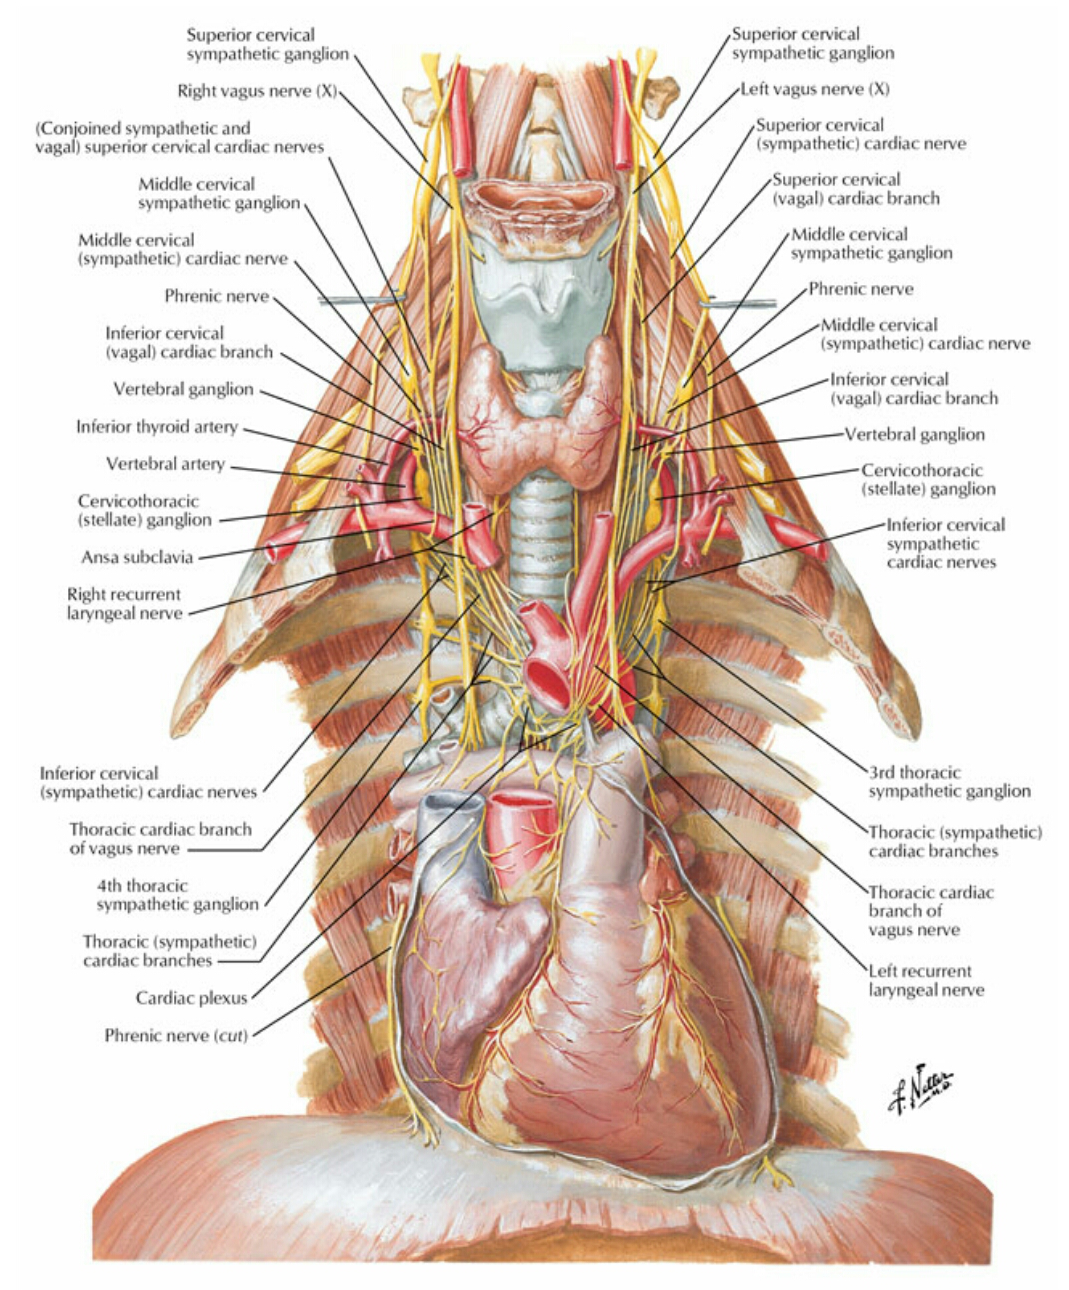 Superior cervical
sympathetic ganglion
Right vagus nerve (X)
(Conjoined sympathetic and
vagal) superior cervical cardiac nerves
Middle cervical
sympathetic ganglion
Middle cervical
(sympathetic) cardiac nerve
Phrenic nerve
Inferior cervical
(vagal) cardiac branch
Vertebral ganglion
Inferior thyroid artery
Vertebral artery
Cervicothoracic
(stellate) ganglion
Ansa subclavia
Right recurrent
laryngeal nerve
Inferior cervical
(sympathetic) cardiac nerves
Thoracic cardiac branch
of vagus nerve
4th thoracic
sympathetic ganglion
Thoracic (sympathetic)
cardiac branches
Cardiac plexus
Phrenic nerve (cut)
Superior cervical
sympathetic ganglion
Left vagus nerve (X)
Superior cervical
(sympathetic) cardiac nerve
Superior cervical
(vagal) cardiac branch
Middle cervical
sympathetic ganglion
Phrenic nerve
Middle cervical
(sympathetic) cardiac nerve
Inferior cervical
(vagal) cardiac branch
Vertebral ganglion
Cervicothoracic
(stellate) ganglion
Inferior cervical
sympathetic
cardiac nerves
3rd thoracic
sympathetic ganglion
Thoracic (sympathetic)
cardiac branches
Thoracic cardiac
branch of
vagus nerve
Left recurrent
laryngeal nerve
F. Netter
M.D.